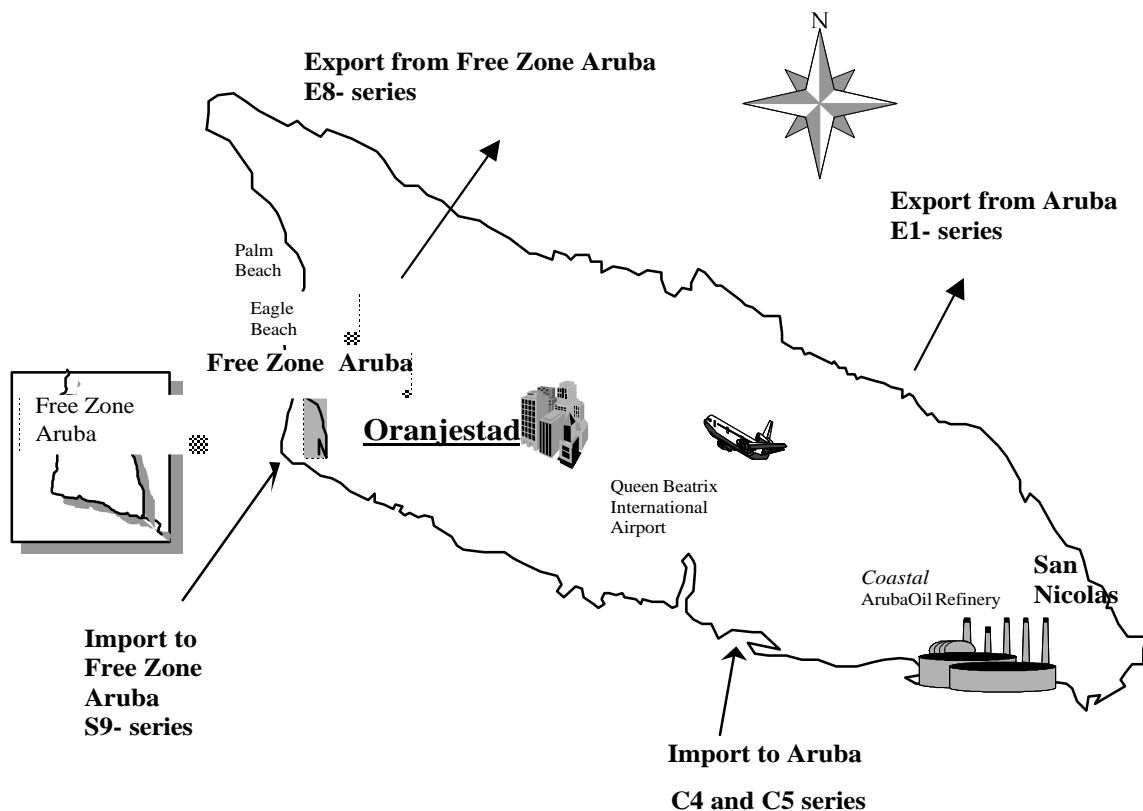 N
Export from Free Zone Aruba
E8- series
Export from Aruba
E1- series
Palm
Beach
Eagle
Beach
Free Zone Aruba
Free Zone
Aruba
Oranjestad
N
Queen Beatrix
International
Airport
Coastal
ArubaOil Refinery
San
Nicolas
Import to
Free Zone
Aruba
S9- series
Import to Aruba
C4 and C5 series